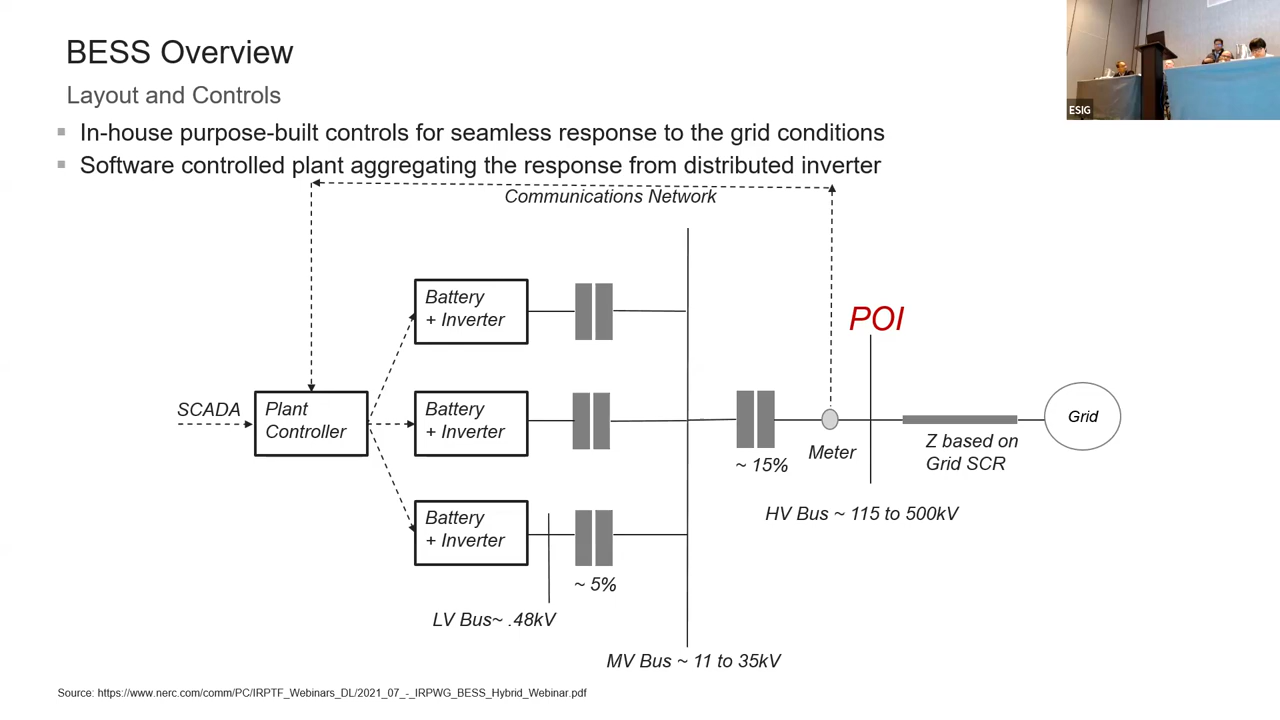 BESS Overview
Layout and Controls
▪ In-house purpose-built controls for seamless response to the grid conditions
▪ Software controlled plant aggregating the response from distributed inverter
ESIG
Communications Network
Battery
+ Inverter
POI
SCADA
Plant
Controller
Battery
+ Inverter
Grid
~ 15%
Meter
Z based on
Grid SCR
HV Bus ~ 115 to 500kV
Battery
+ Inverter
~ 5%
LV Bus~ .48kV
MV Bus ~ 11 to 35kV
Source: https://www.nerc.com/comm/PC/IRPTF_Webinars_DL/2021_07_-_IRPWG_BESS_Hybrid_Webinar.pdf